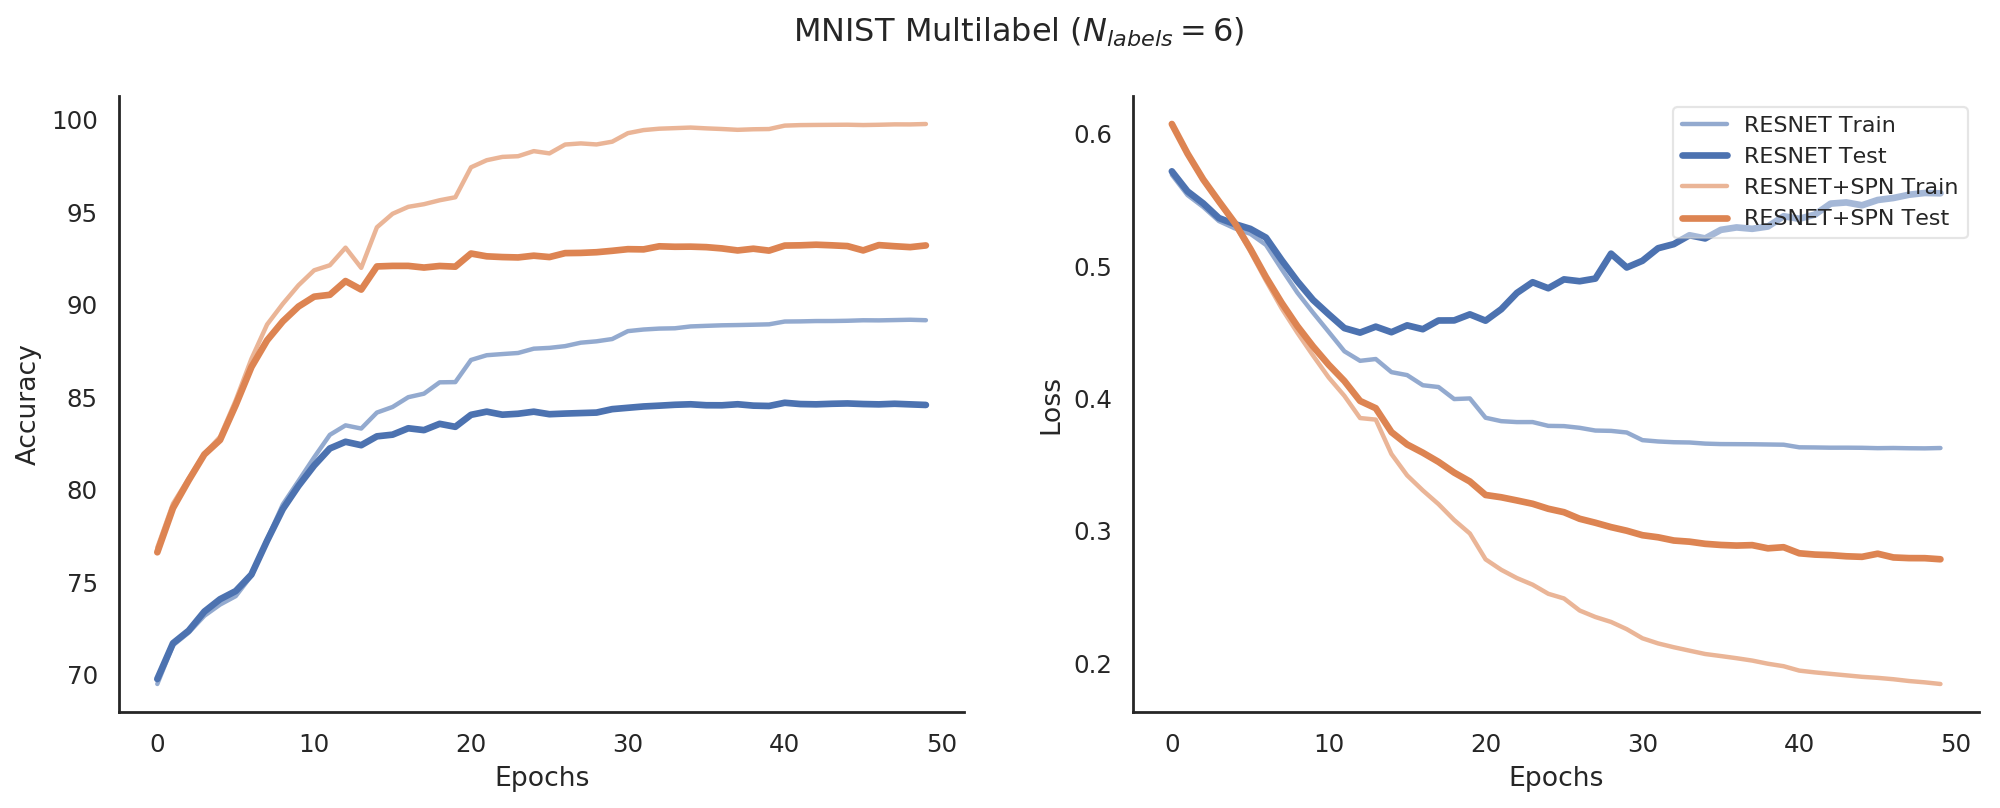 MNIST Multilabel (N_labels = 6)
100
95
90
85
80
75
70
Accuracy
0
10
20
30
40
50
Epochs
0.6
0.5
0.4
0.3
0.2
Loss
0
10
20
30
40
50
Epochs
RESNET Train
RESNET Test
RESNET+SPN Train
RESNET+SPN Test